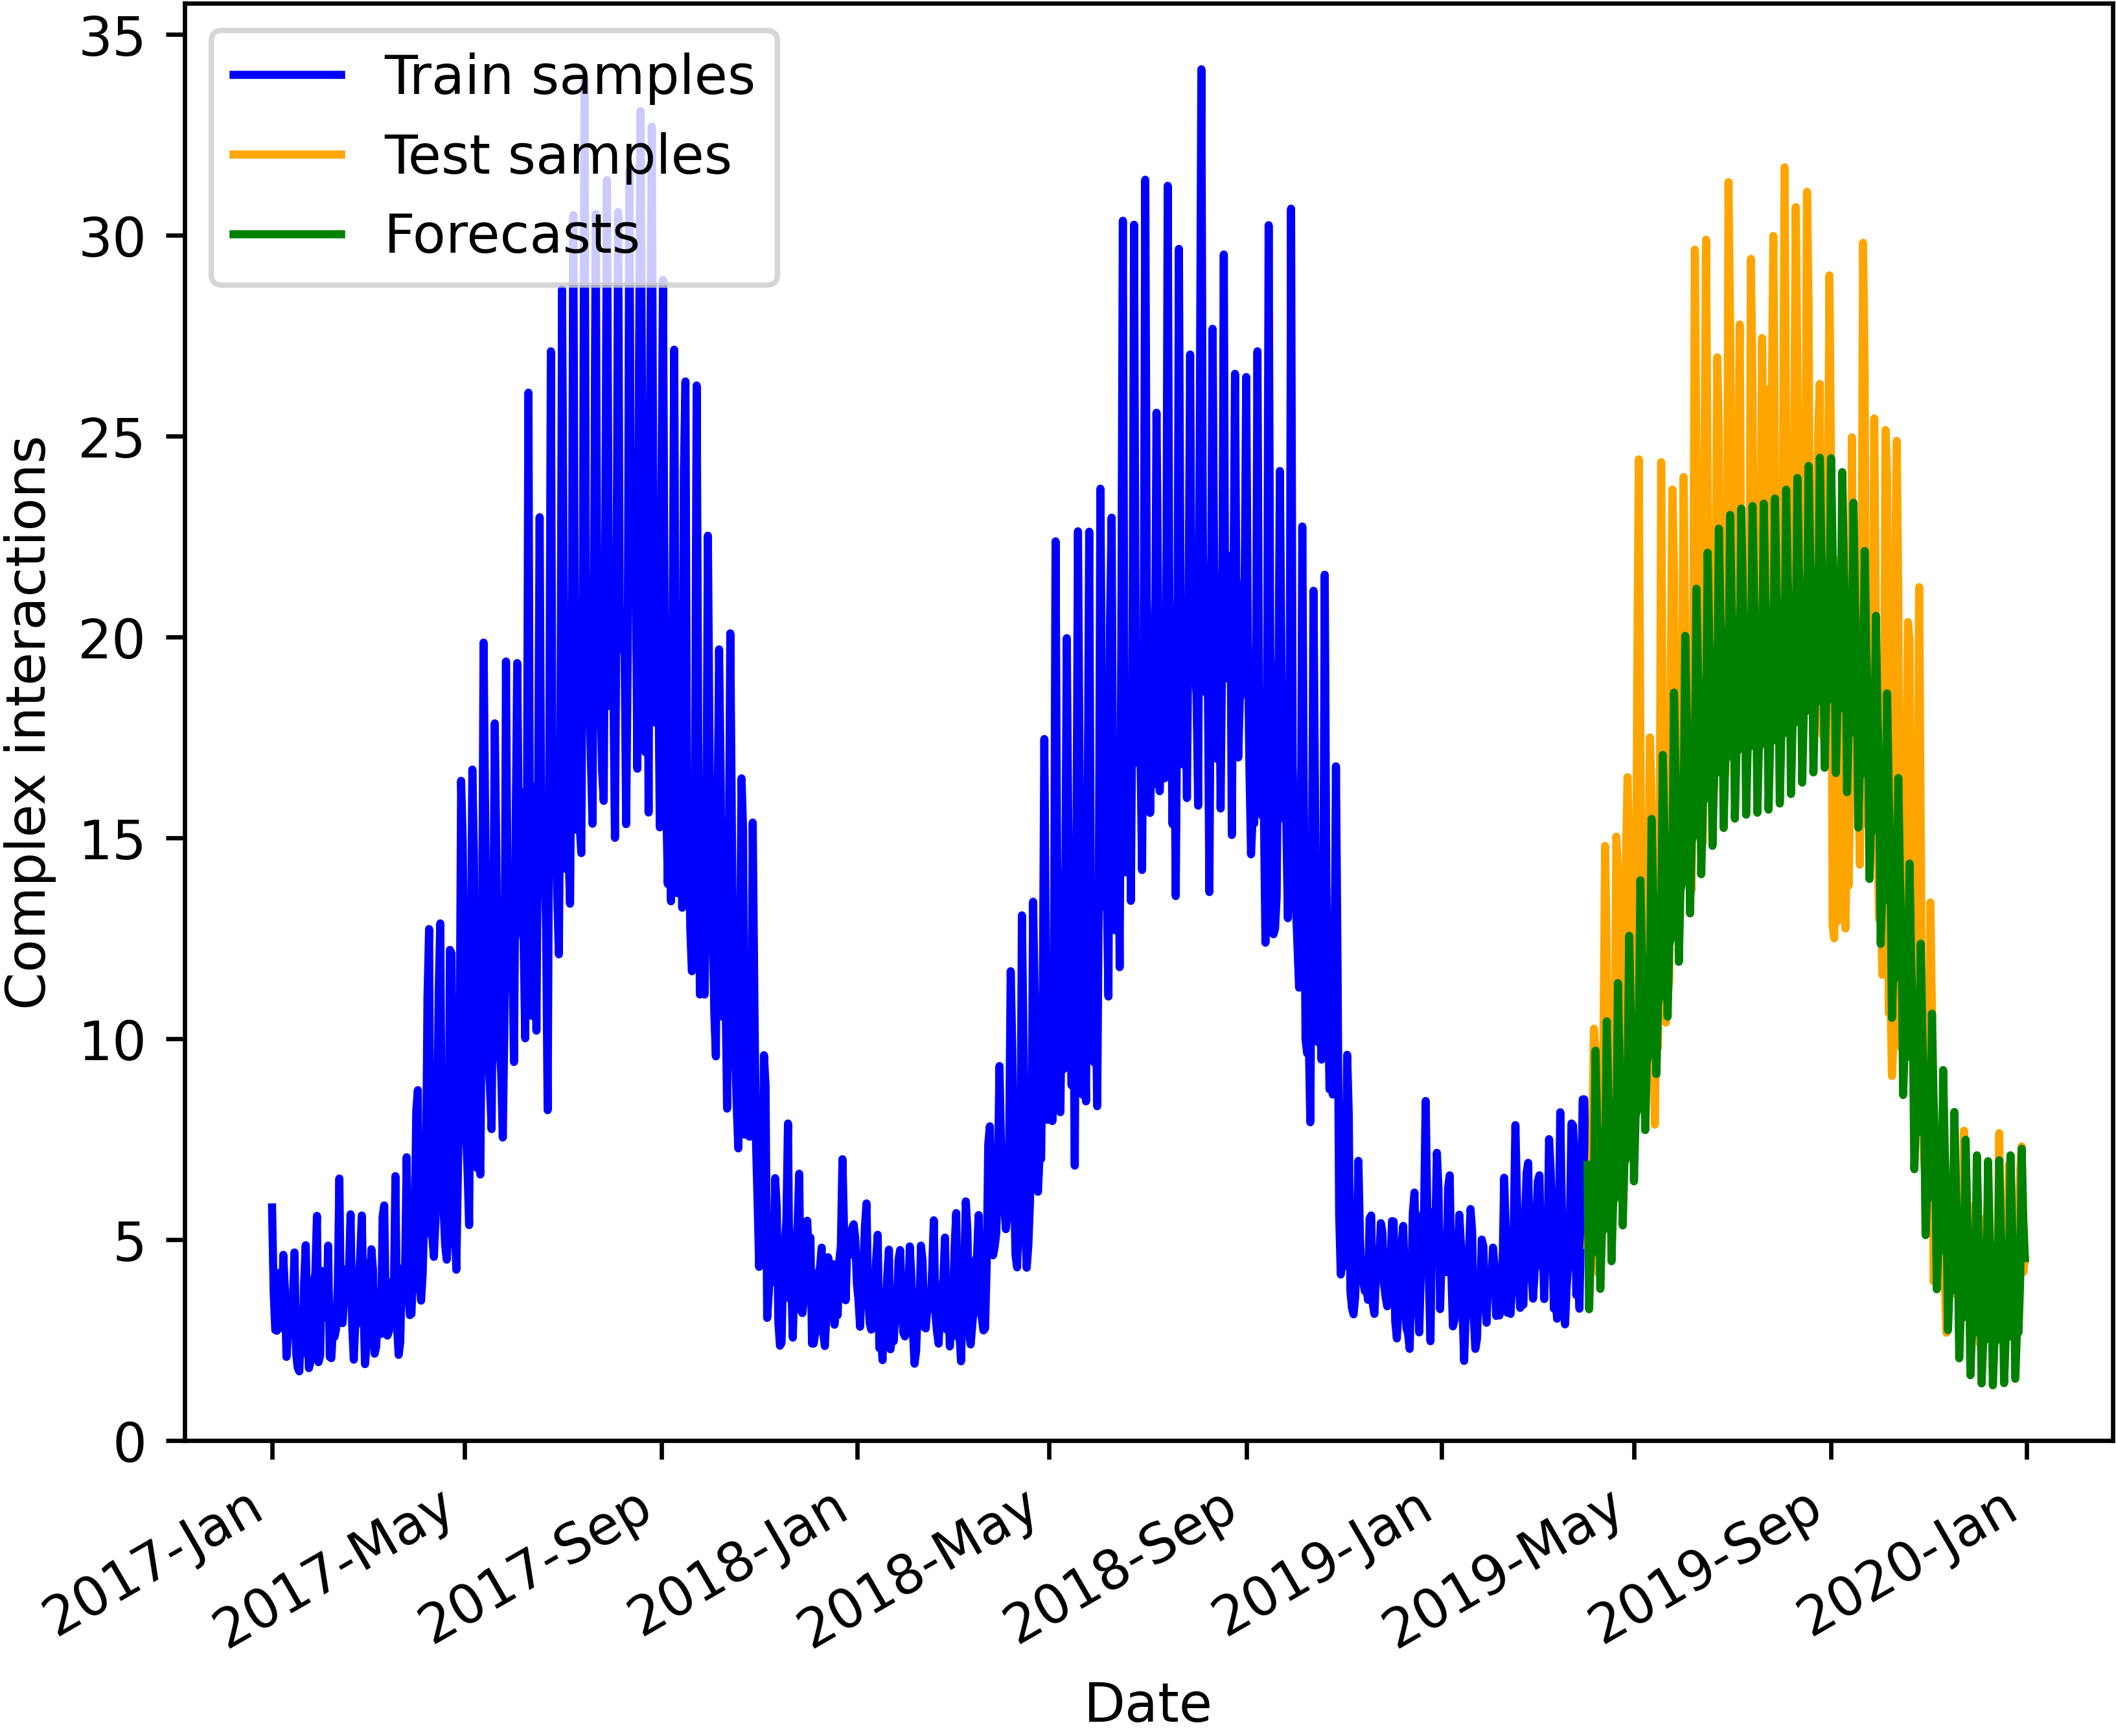 35
30
25
20
15
10
5
0
Complex interactions
Train samples
Test samples
Forecasts
2017-Jan
2017-May
2017-Sep
2018-Jan
2018-May
2018-Sep
2019-Jan
2019-May
2019-Sep
2020-Jan
Date